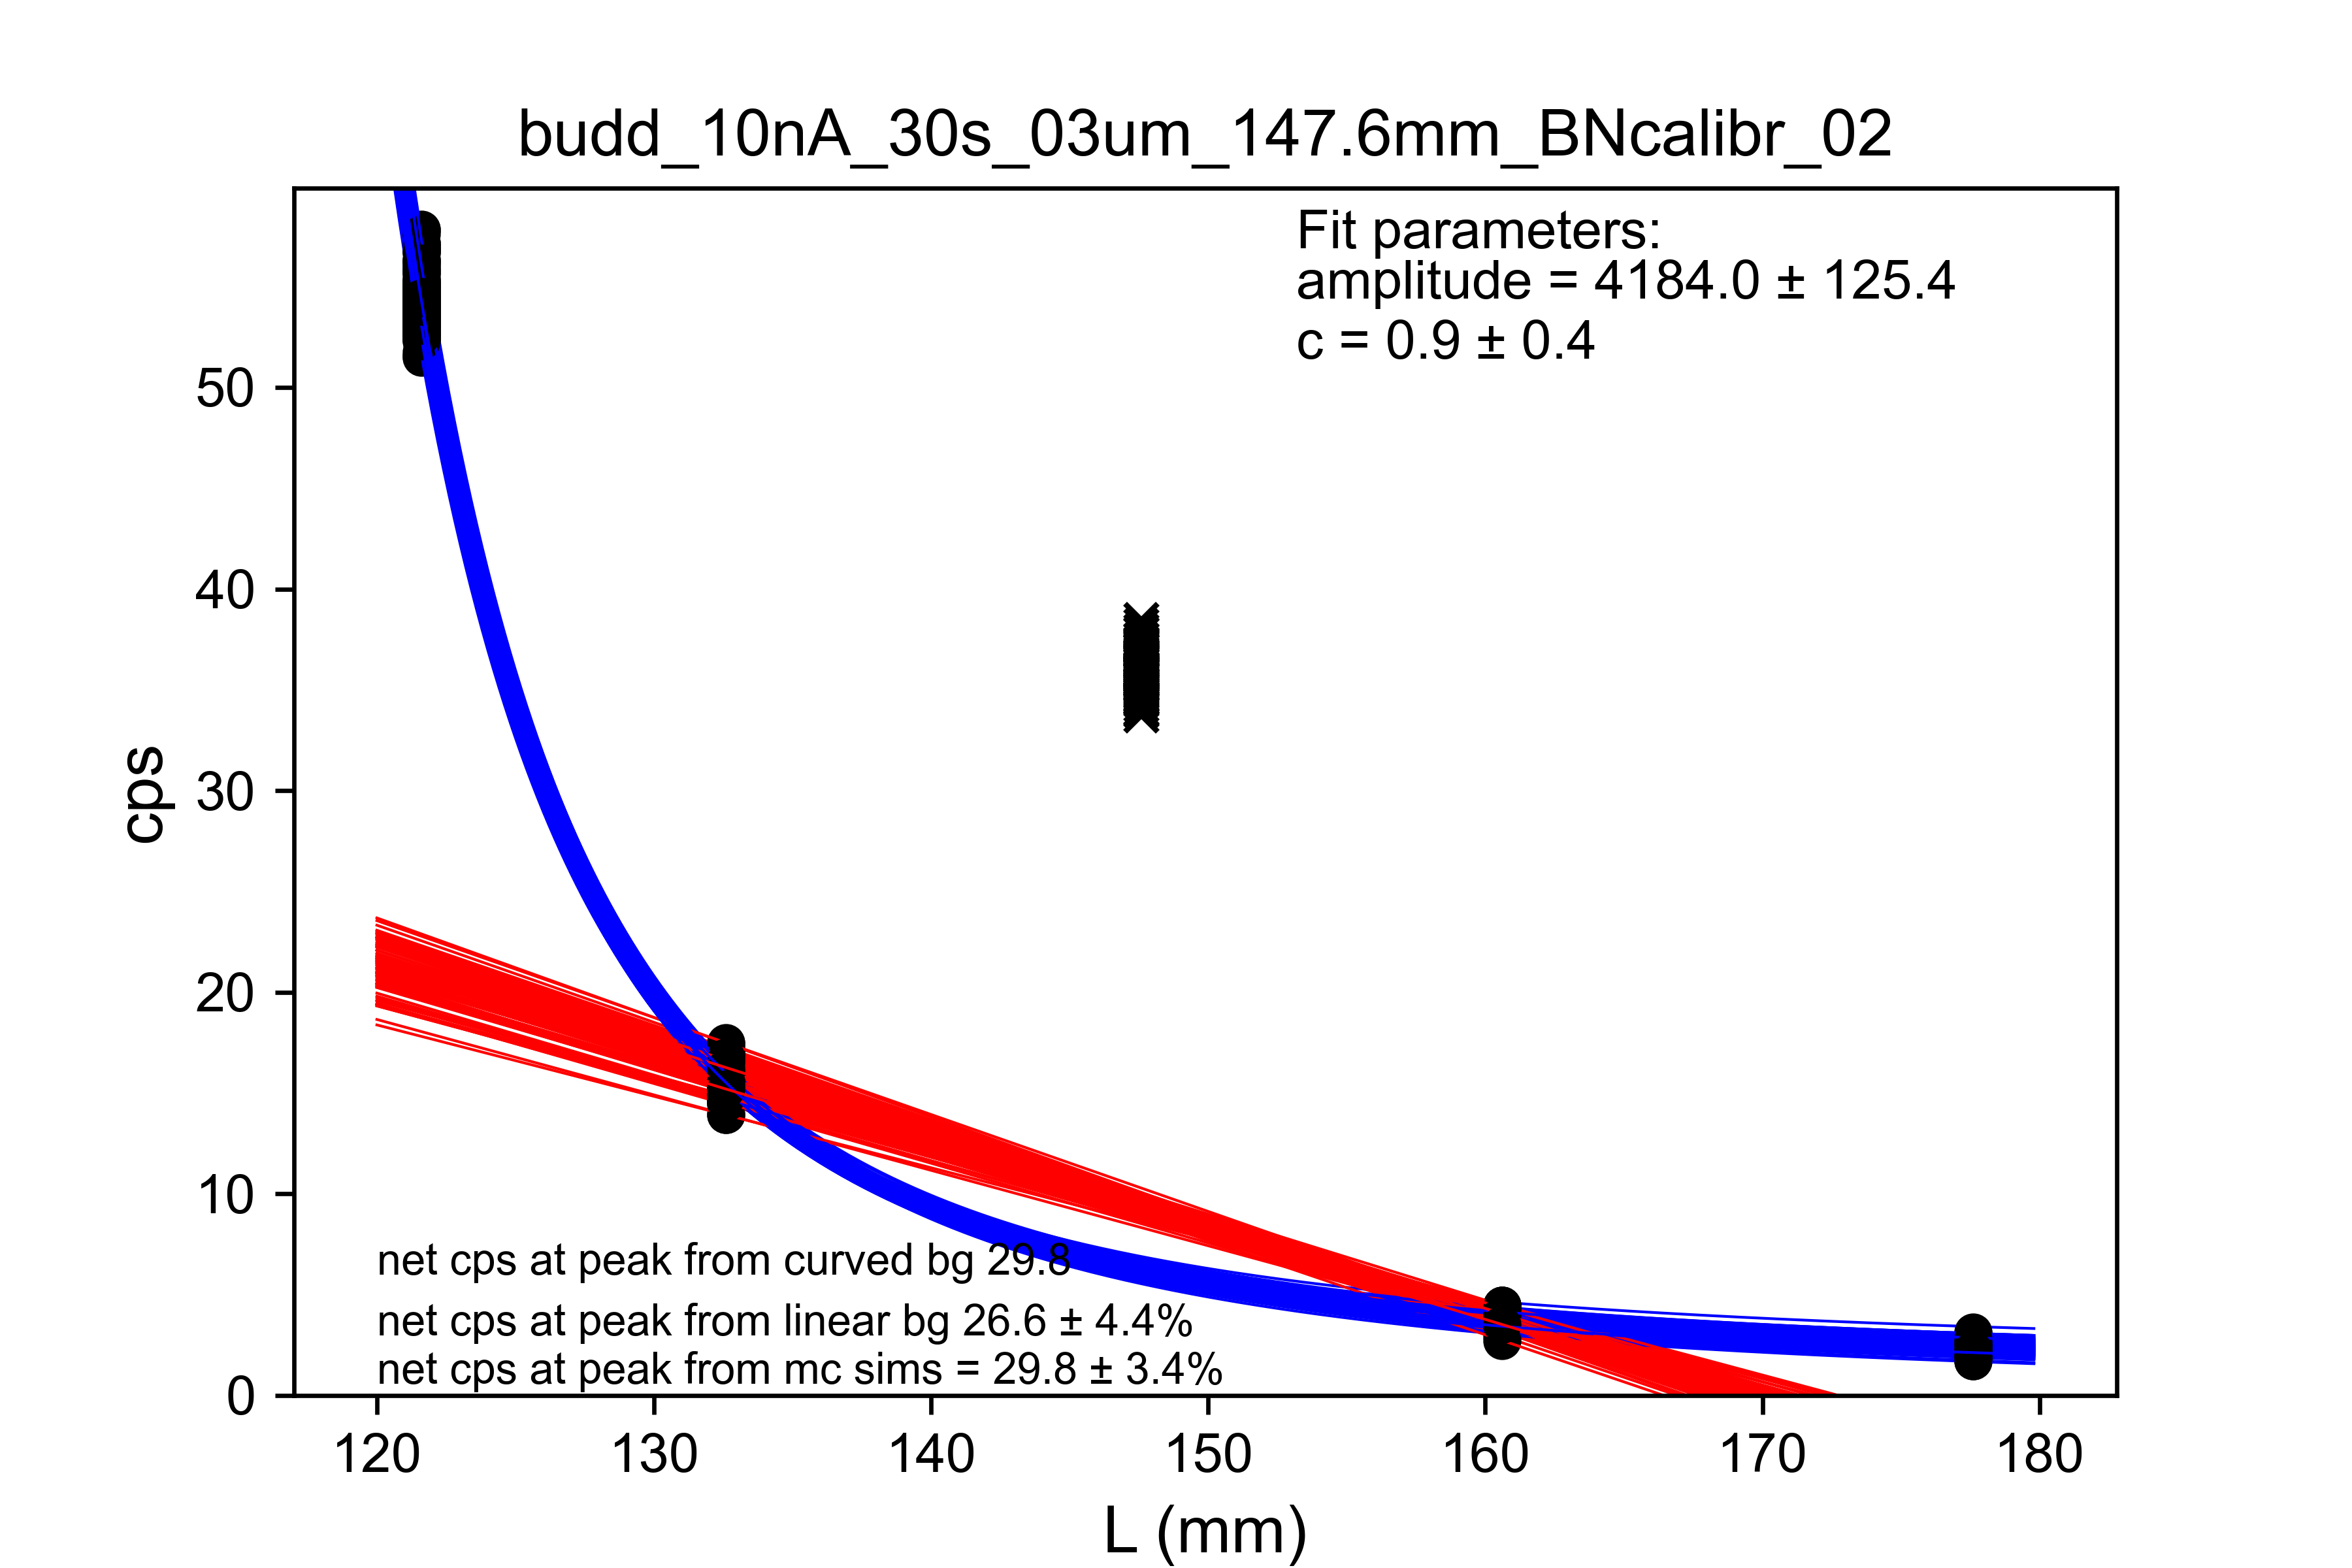 budd_10nA_30s_03um_147.6mm_BNcalibr_02
Fit parameters:
amplitude = 4184.0 ± 125.4
c = 0.9 ± 0.4
50
40
30
20
10
0
cps
net cps at peak from curved bg 29.8
net cps at peak from linear bg 26.6 ± 4.4%
net cps at peak from mc sims = 29.8 ± 3.4%
120 130 140 150 160 170 180
L (mm)